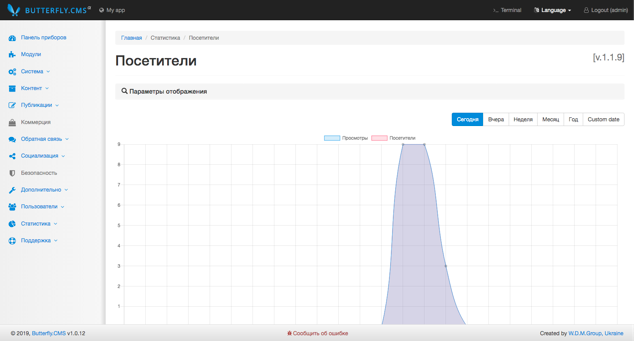 BUTTERFLY.CMS
My app
Terminal
Language
Logout (admin)
Панель приборов
Модули
Система
Контент
Публикации
Коммерция
Обратная связь
Социализация
Безопасность
Дополнительно
Пользователи
Статистика
Поддержка
Главная / Статистика / Посетители
Посетители
[v.1.1.9]
Параметры отображения
Сегодня
Вчера
Неделя
Месяц
Год
Custom date
Просмотры
Посетители
9
8
7
6
5
4
3
2
1
© 2019, Butterfly.CMS v1.0.12
Сообщить об ошибке
Created by W.D.M.Group, Ukraine